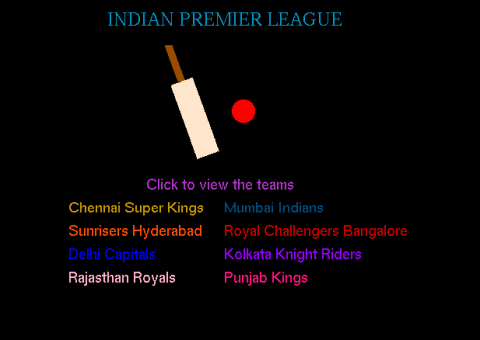 INDIAN PREMIER LEAGUE
Click to view the teams
Chennai Super Kings Mumbai Indians
Sunrisers Hyderabad Royal Challengers Bangalore
Delhi Capitals Kolkata Knight Riders
Rajasthan Royals Punjab Kings